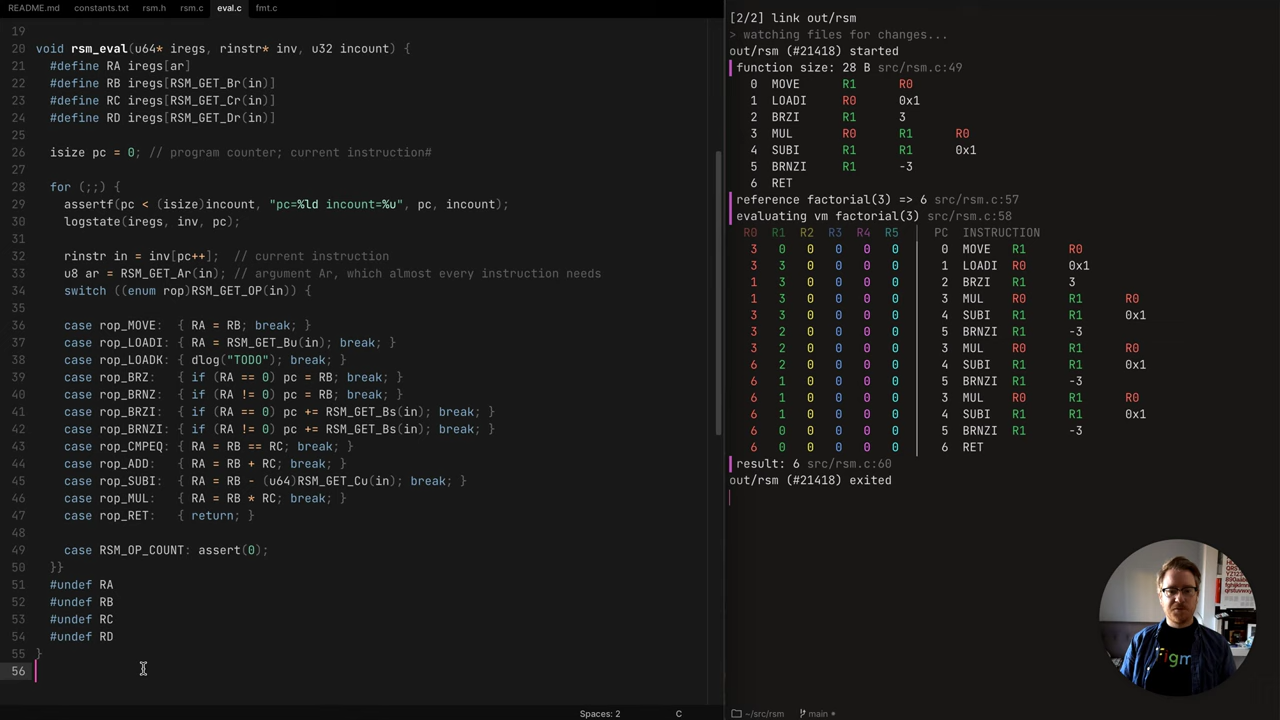 README.md constants.txt rsm.h rsm.c eval.c fmt.c
19
20 void rsm_eval(u64* iregs, rinstr* inv, u32 incount) {
21 #define RA iregs[ar]
22 #define RB iregs[RSM_GET_Br(in)]
23 #define RC iregs[RSM_GET_Cr(in)]
24 #define RD iregs[RSM_GET_Dr(in)]
25
26 isize pc = 0; // program counter; current instruction#
27
28 for (;;) {
29 assertf(pc < (isize)incount, "pc=%ld incount=%u", pc, incount);
30 logstate(iregs, inv, pc);
31
32 rinstr in = inv[pc++]; // current instruction
33 u8 ar = RSM_GET_Ar(in); // argument Ar, which almost every instruction needs
34 switch ((enum rop)RSM_GET_OP(in)) {
35
36 case rop_MOVE: { RA = RB; break; }
37 case rop_LOADI: { RA = RSM_GET_Bu(in); break; }
38 case rop_LOADK: { dlog("TODO"); break; }
39 case rop_BRZ: { if (RA == 0) pc = RB; break; }
40 case rop_BRNZ: { if (RA != 0) pc = RB; break; }
41 case rop_BRZI: { if (RA == 0) pc += RSM_GET_Bs(in); break; }
42 case rop_BRNZI: { if (RA != 0) pc += RSM_GET_Bs(in); break; }
43 case rop_CMPEQ: { RA = RB == RC; break; }
44 case rop_ADD: { RA = RB + RC; break; }
45 case rop_SUBI: { RA = RB - (u64)RSM_GET_Cu(in); break; }
46 case rop_MUL: { RA = RB * RC; break; }
47 case rop_RET: { return; }
48
49 case RSM_OP_COUNT: assert(0);
50 }}
51 #undef RA
52 #undef RB
53 #undef RC
54 #undef RD
55 }
56
Spaces: 2 C
[2/2] link out/rsm
> watching files for changes...
out/rsm (#21418) started
function size: 28 B src/rsm.c:49
0 MOVE R1 R0
1 LOADI R0 0x1
2 BRZI R1 3
3 MUL R0 R1 R0
4 SUBI R1 R1 0x1
5 BRNZI R1 -3
6 RET
reference factorial(3) => 6 src/rsm.c:57
evaluating vm factorial(3) src/rsm.c:58
R0 R1 R2 R3 R4 R5 PC INSTRUCTION
3 0 0 0 0 0 0 MOVE R1 R0
3 3 0 0 0 0 1 LOADI R0 0x1
1 3 0 0 0 0 2 BRZI R1 3
1 3 0 0 0 0 3 MUL R0 R1 R0
3 3 0 0 0 0 4 SUBI R1 R1 0x1
3 2 0 0 0 0 5 BRNZI R1 -3
3 2 0 0 0 0 3 MUL R0 R1 R0
6 2 0 0 0 0 4 SUBI R1 R1 0x1
6 1 0 0 0 0 5 BRNZI R1 -3
6 1 0 0 0 0 3 MUL R0 R1 R0
6 1 0 0 0 0 4 SUBI R1 R1 0x1
6 0 0 0 0 0 5 BRNZI R1 -3
6 0 0 0 0 0 6 RET
result: 6 src/rsm.c:60
out/rsm (#21418) exited
~/src/rsm main *